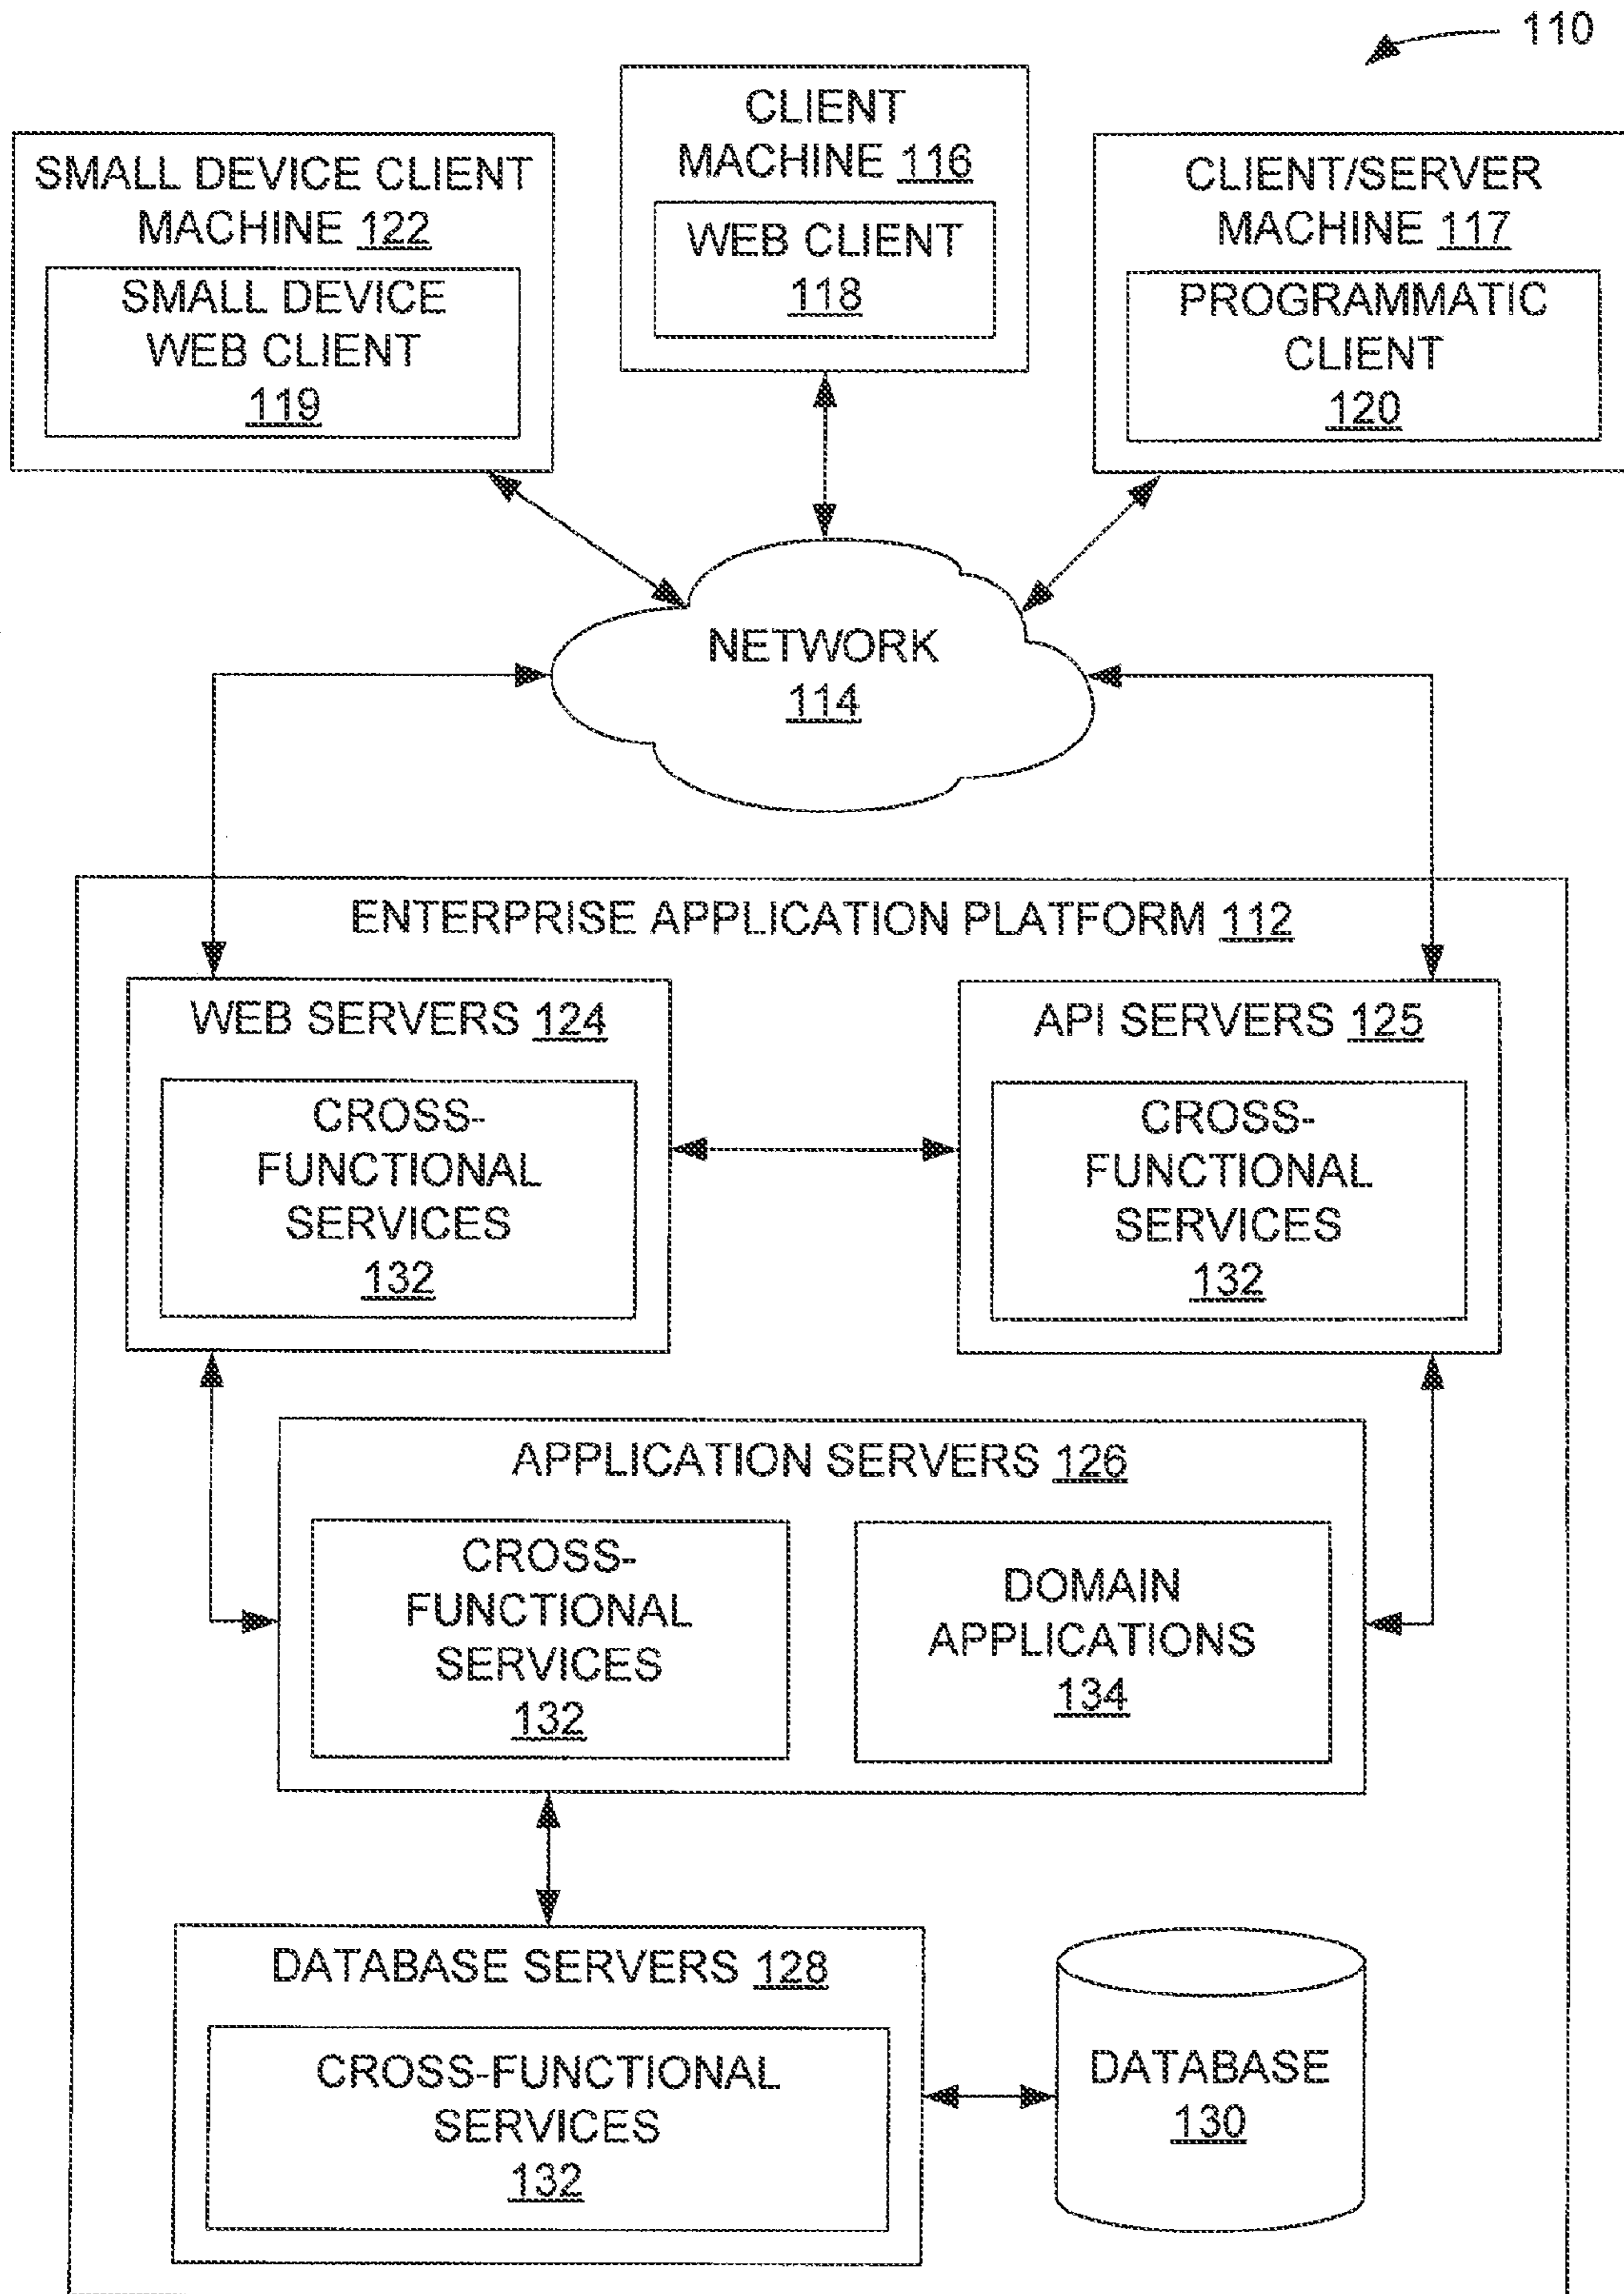 110
CLIENT
MACHINE 116
WEB CLIENT
118
SMALL DEVICE CLIENT
MACHINE 122
SMALL DEVICE
WEB CLIENT
119
CLIENT/SERVER
MACHINE 117
PROGRAMMATIC
CLIENT
120
NETWORK
114
ENTERPRISE APPLICATION PLATFORM 112
WEB SERVERS 124
CROSS-
FUNCTIONAL
SERVICES
132
API SERVERS 125
CROSS-
FUNCTIONAL
SERVICES
132
APPLICATION SERVERS 126
CROSS-
FUNCTIONAL
SERVICES
132
DOMAIN
APPLICATIONS
134
DATABASE SERVERS 128
CROSS-FUNCTIONAL
SERVICES
132
DATABASE
130